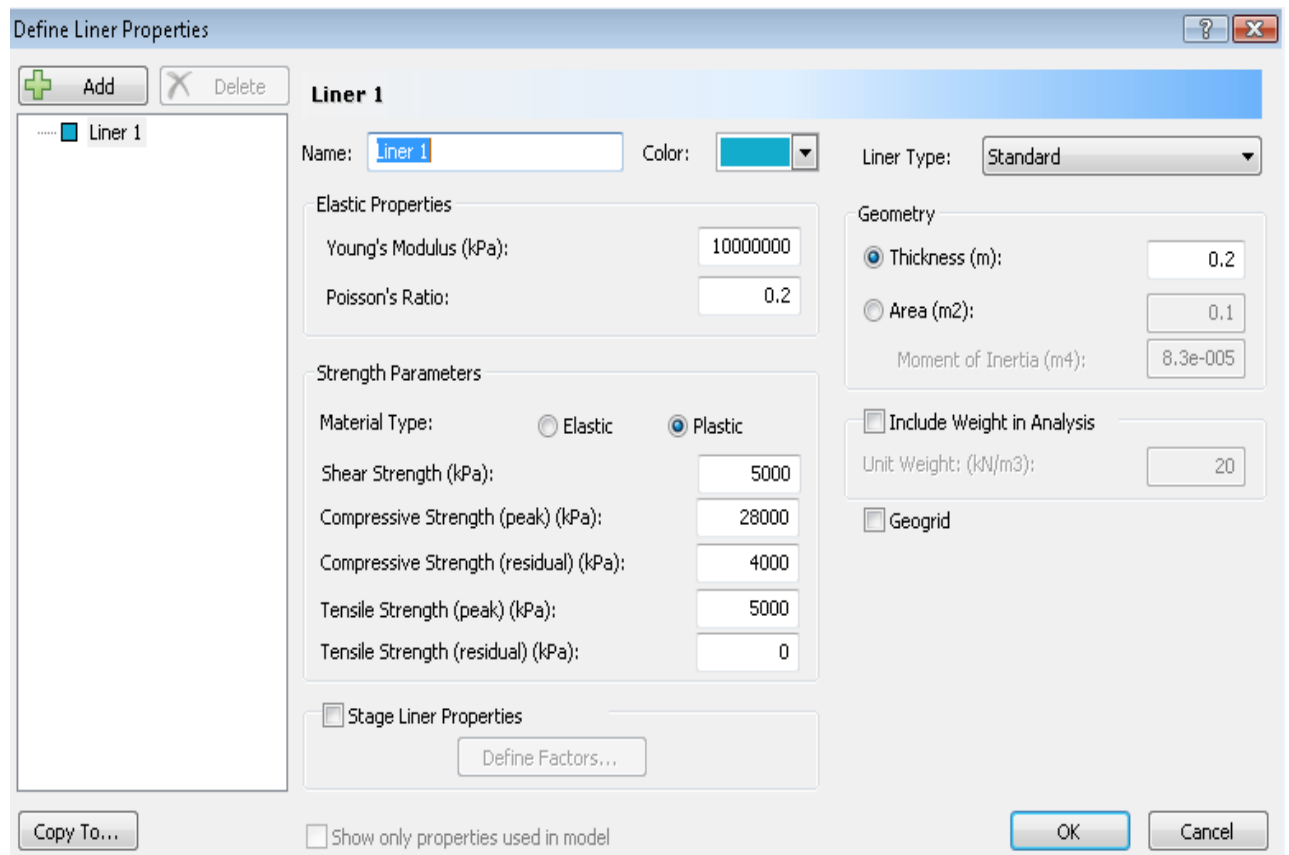 Define Liner Properties
?
Add
Delete
Liner 1
Liner 1
Name: Liner 1
Color:
Liner Type: Standard
Elastic Properties
Young's Modulus (kPa): 10000000
Poisson's Ratio: 0.2
Strength Parameters
Material Type: Elastic Plastic
Shear Strength (kPa): 5000
Compressive Strength (peak) (kPa): 28000
Compressive Strength (residual) (kPa): 4000
Tensile Strength (peak) (kPa): 5000
Tensile Strength (residual) (kPa): 0
Stage Liner Properties
Define Factors...
Geometry
Thickness (m): 0.2
Area (m2): 0.1
Moment of Inertia (m4): 8.3e-005
Include Weight in Analysis
Unit Weight: (kN/m3): 20
Geogrid
Copy To...
Show only properties used in model
OK
Cancel